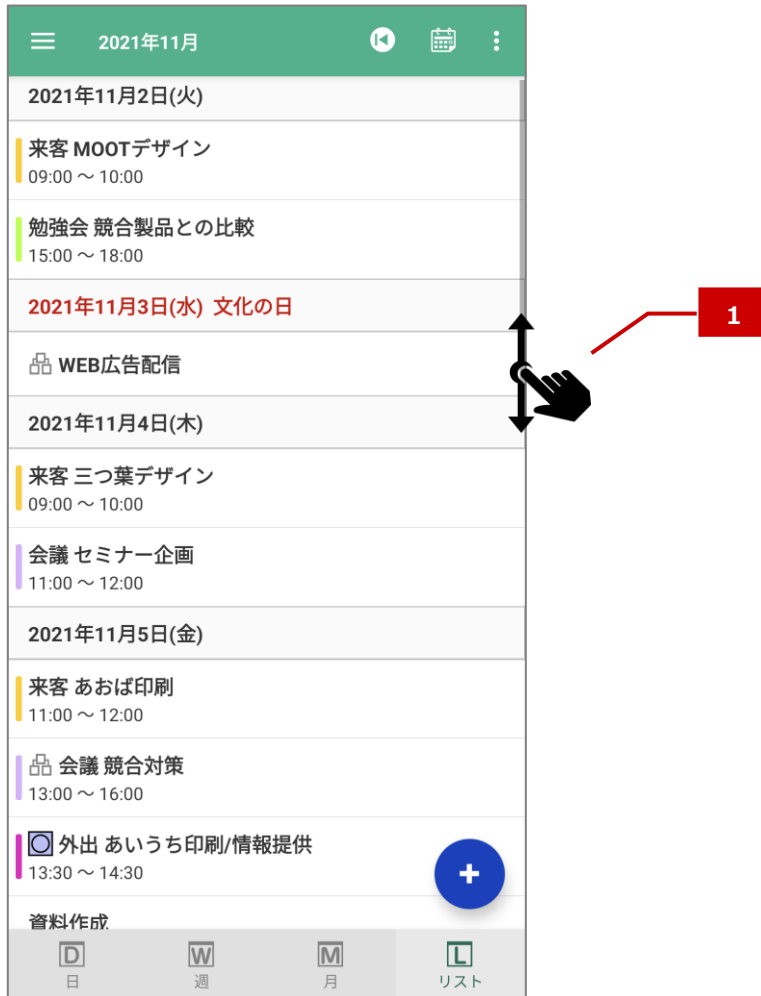 2021年11月
2021年11月2日(火)
来客 MOOTデザイン
09:00 ～ 10:00
勉強会 競合製品との比較
15:00 ～ 18:00
2021年11月3日(水) 文化の日
WEB広告配信
1
2021年11月4日(木)
来客 三つ葉デザイン
09:00 ～ 10:00
会議 セミナー企画
11:00 ～ 12:00
2021年11月5日(金)
来客 あおば印刷
11:00 ～ 12:00
会議 競合対策
13:00 ～ 16:00
外出 あいうち印刷/情報提供
13:30 ～ 14:30
資料作成
D W M L
日 週 月 リスト